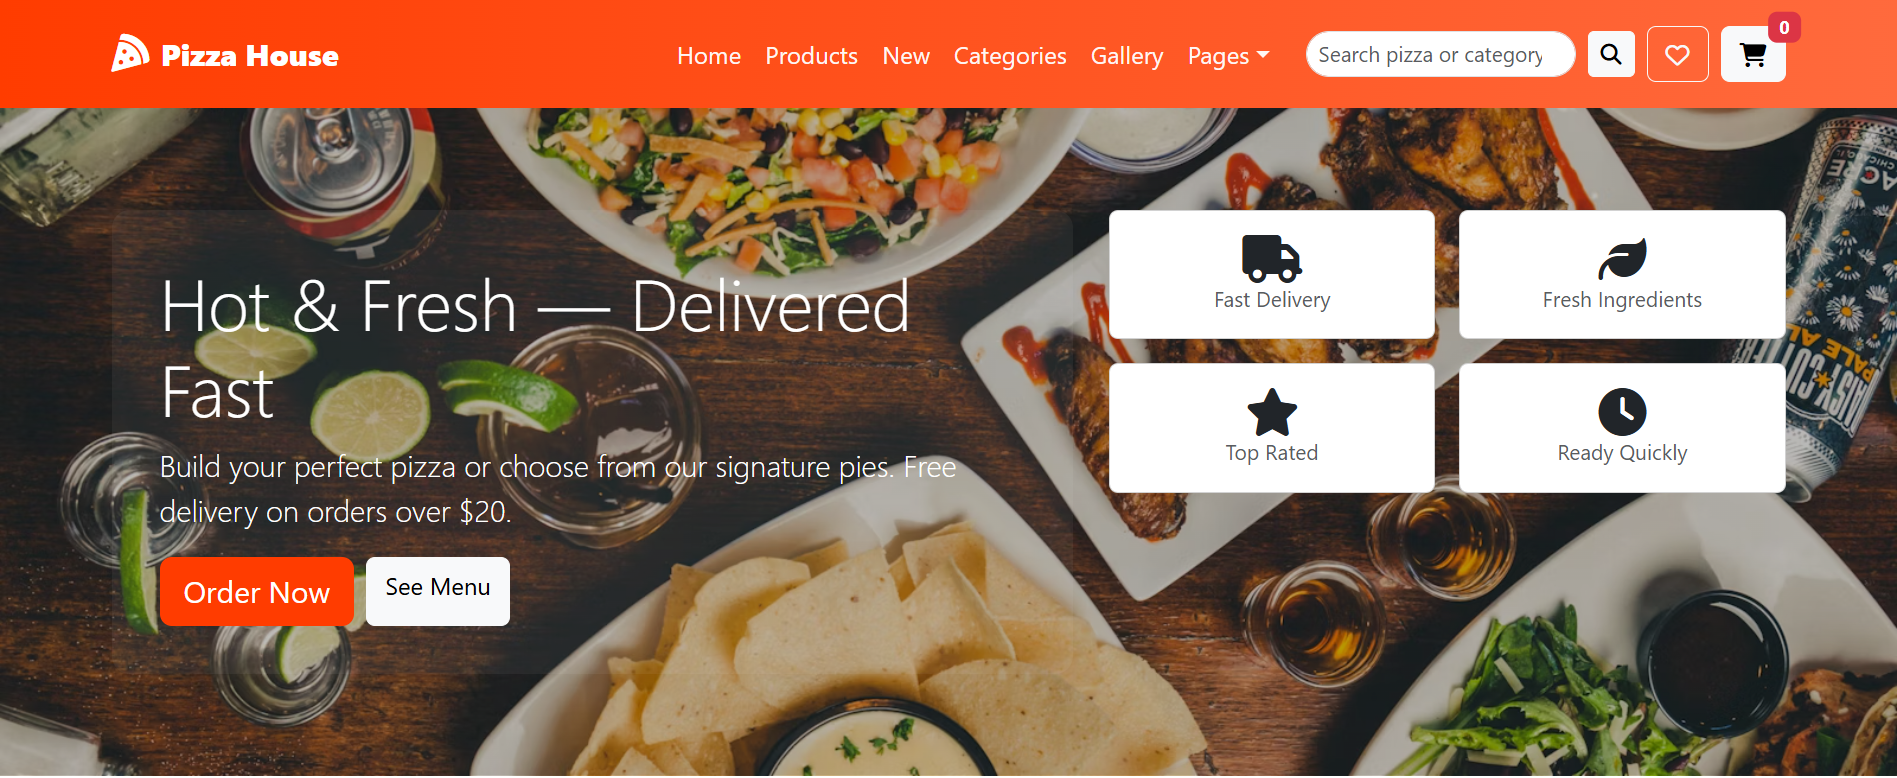 Pizza House
Home Products New Categories Gallery Pages
Search pizza or category
0
Hot & Fresh — Delivered
Fast
Build your perfect pizza or choose from our signature pies. Free
delivery on orders over $20.
Order Now
See Menu
Fast Delivery
Fresh Ingredients
Top Rated
Ready Quickly
PALE AL